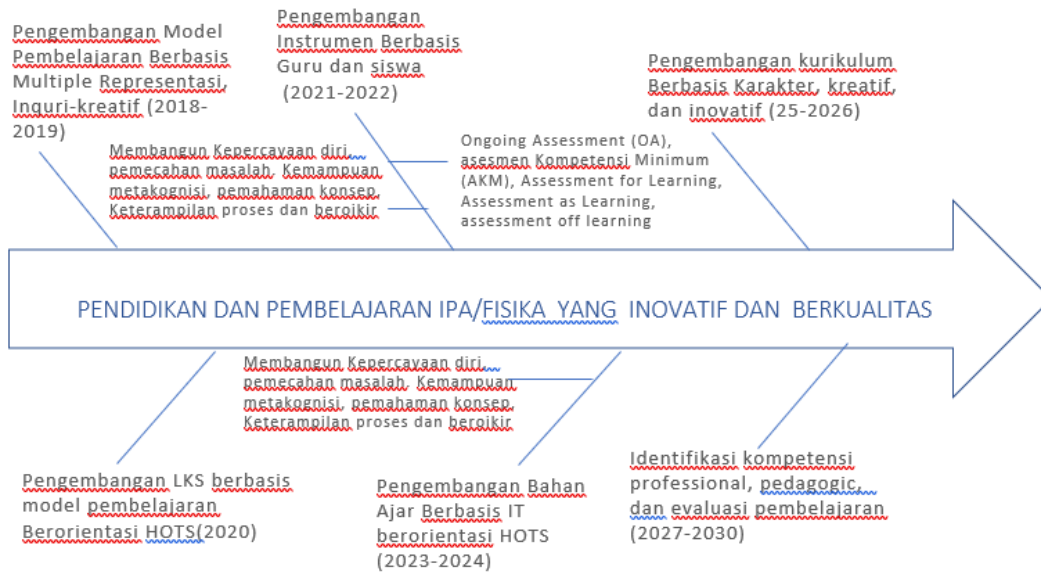 Pengembangan Model
Pembelajaran Berbasis
Multiple Representasi,
Inquri-kreatif (2018-
2019)
Pengembangan
Instrumen Berbasis
Guru dan siswa
(2021-2022)
Pengembangan kurikulum
Berbasis Karakter, kreatif,
dan inovatif (25-2026)
Membangun Kepercayaan diri,
pemecahan masalah. Kemampuan
metakognisi, pemahaman konsep,
Keterampilan proses dan beroikir
Ongoing Assessment (OA),
asesmen Kompetensi Minimum
(AKM), Assessment for Learning,
Assessment as Learning,
assessment off learning
PENDIDIKAN DAN PEMBELAJARAN IPA/FISIKA YANG INOVATIF DAN BERKUALITAS
Membangun Kepercayaan diri,
pemecahan masalah. Kemampuan
metakognisi, pemahaman konsep,
Keterampilan proses dan beroikir
Pengembangan LKS berbasis
model pembelajaran
Berorientasi HOTS(2020)
Pengembangan Bahan
Ajar Berbasis IT
berorientasi HOTS
(2023-2024)
Identifikasi kompetensi
professional, pedagogic,
dan evaluasi pembelajaran
(2027-2030)